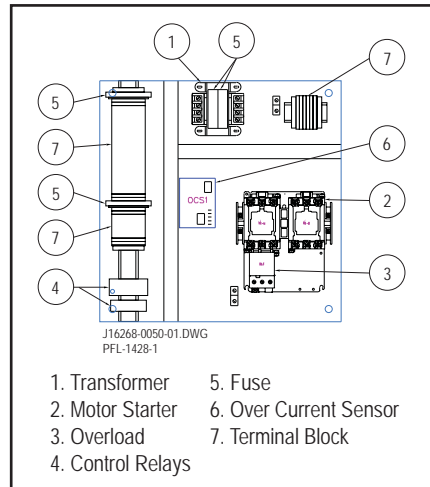 1
5
7
5
7
6
5
OCS1
2
7
3
4
J16268-0050-01.DWG
PFL-1428-1
1. Transformer
2. Motor Starter
3. Overload
4. Control Relays
5. Fuse
6. Over Current Sensor
7. Terminal Block